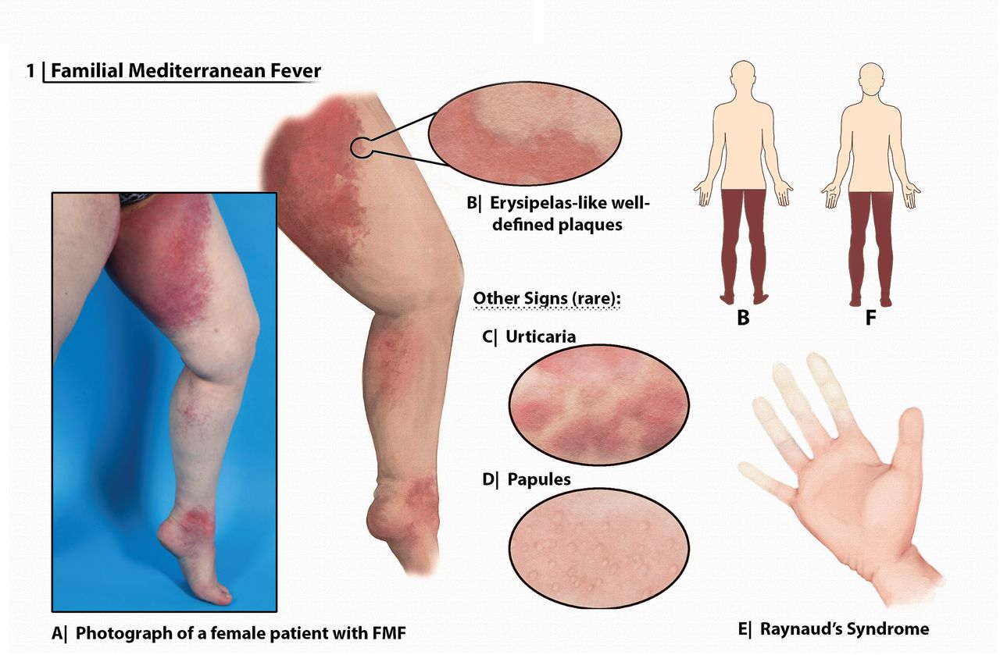 1 | Familial Mediterranean Fever
B| Erysipelas-like well-
defined plaques
B
F
Other Signs (rare):
C| Urticaria
D| Papules
A| Photograph of a female patient with FMF
E| Raynaud’s Syndrome